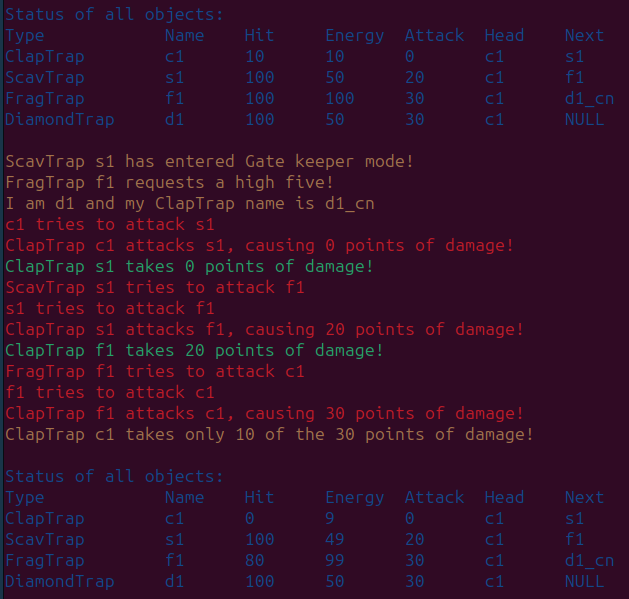 Status of all objects:
Type Name Hit Energy Attack Head Next
ClapTrap c1 10 10 0 c1 s1
ScavTrap s1 100 50 20 c1 f1
FragTrap f1 100 100 30 c1 d1_cn
DiamondTrap d1 100 50 30 c1 NULL
ScavTrap s1 has entered Gate keeper mode!
FragTrap f1 requests a high five!
I am d1 and my ClapTrap name is d1_cn
c1 tries to attack s1
ClapTrap c1 attacks s1, causing 0 points of damage!
ClapTrap s1 takes 0 points of damage!
ScavTrap s1 tries to attack f1
s1 tries to attack f1
ClapTrap s1 attacks f1, causing 20 points of damage!
ClapTrap f1 takes 20 points of damage!
FragTrap f1 tries to attack c1
f1 tries to attack c1
ClapTrap f1 attacks c1, causing 30 points of damage!
ClapTrap c1 takes only 10 of the 30 points of damage!
Status of all objects:
Type Name Hit Energy Attack Head Next
ClapTrap c1 0 9 0 c1 s1
ScavTrap s1 100 49 20 c1 f1
FragTrap f1 80 99 30 c1 d1_cn
DiamondTrap d1 100 50 30 c1 NULL